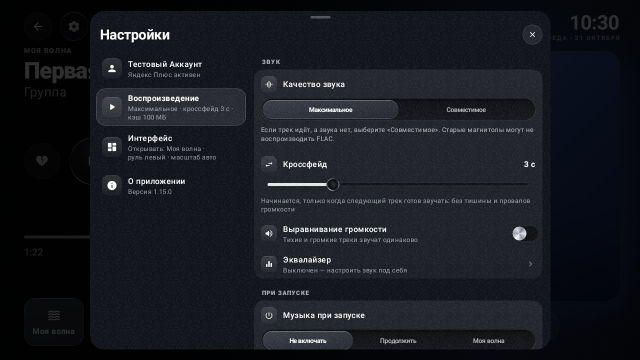 10:30
Настройки
МОЯ ВОЛНА
Группа
1:22
Моя волна
Тестовый Аккаунт
Яндекс Плюс активен
Воспроизведение
Максимальное · кроссфейд 3 с ·
кэш 100 МБ
Интерфейс
Открывать: Моя волна ·
руль левый · масштаб авто
О приложении
Версия 1.15.0
ЗВУК
Качество звука
Максимальное
Совместимое
Если трек идёт, а звука нет, выберите «Совместимое». Старые магнитолы могут не
воспроизводить FLAC.
Кроссфейд
3 с
Начинается, только когда следующий трек готов звучать: без тишины и провалов
громкости
Выравнивание громкости
Тихие и громкие треки звучат одинаково
Эквалайзер
Выключен — настроить звук под себя
ПРИ ЗАПУСКЕ
Музыка при запуске
Не включать
Продолжить
Моя волна